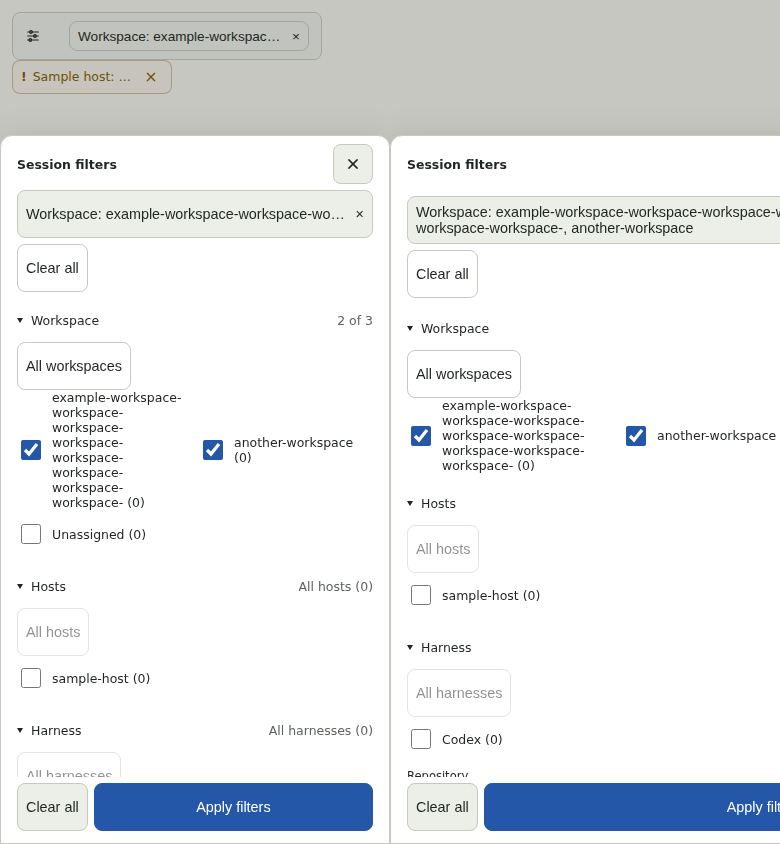 Workspace: example-workspac… ×
! Sample host: … ×
Session filters ×
Workspace: example-workspace-workspace-wo… ×
Clear all
Workspace 2 of 3
All workspaces
example-workspace-
workspace-
workspace-
workspace-
workspace-
workspace-
workspace-
workspace- (0)
another-workspace
(0)
Unassigned (0)
Hosts All hosts (0)
All hosts
sample-host (0)
Harness All harnesses (0)
All harnesses
Clear all Apply filters
Session filters
Workspace: example-workspace-workspace-workspace-w
workspace-workspace-, another-workspace
Clear all
Workspace
All workspaces
example-workspace-
workspace-workspace-
workspace-workspace-
workspace-workspace-
workspace- (0)
another-workspace
Hosts
All hosts
sample-host (0)
Harness
All harnesses
Codex (0)
Repository
Clear all Apply filt